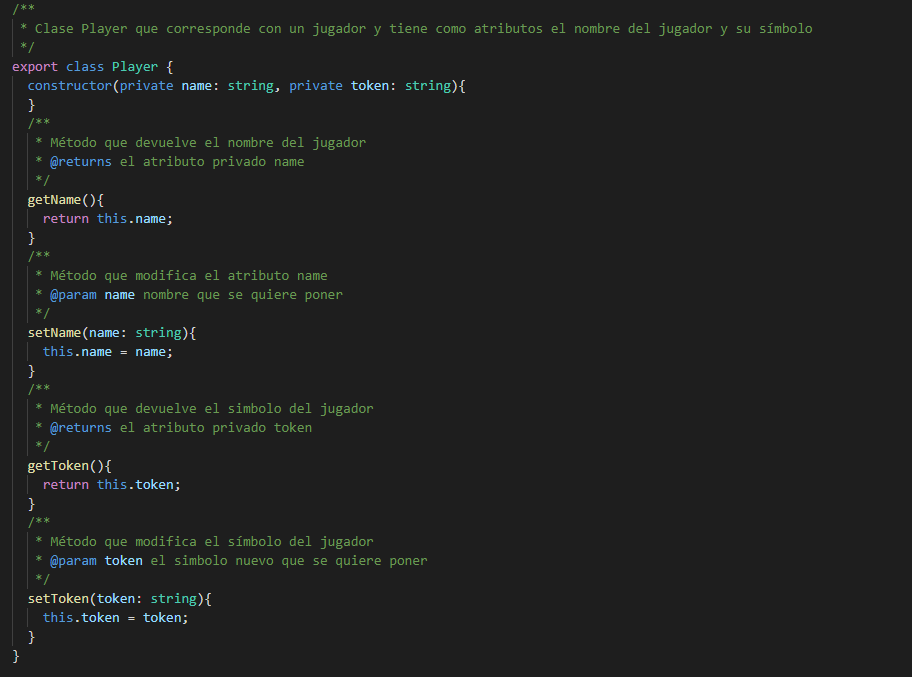 /**
 * Clase Player que corresponde con un jugador y tiene como atributos el nombre del jugador y su símbolo
 */
export class Player {
  constructor(private name: string, private token: string){
  }
  /**
   * Método que devuelve el nombre del jugador
   * @returns el atributo privado name
   */
  getName(){
    return this.name;
  }
  /**
   * Método que modifica el atributo name
   * @param name nombre que se quiere poner
   */
  setName(name: string){
    this.name = name;
  }
  /**
   * Método que devuelve el simbolo del jugador
   * @returns el atributo privado token
   */
  getToken(){
    return this.token;
  }
  /**
   * Método que modifica el símbolo del jugador
   * @param token el simbolo nuevo que se quiere poner
   */
  setToken(token: string){
    this.token = token;
  }
}